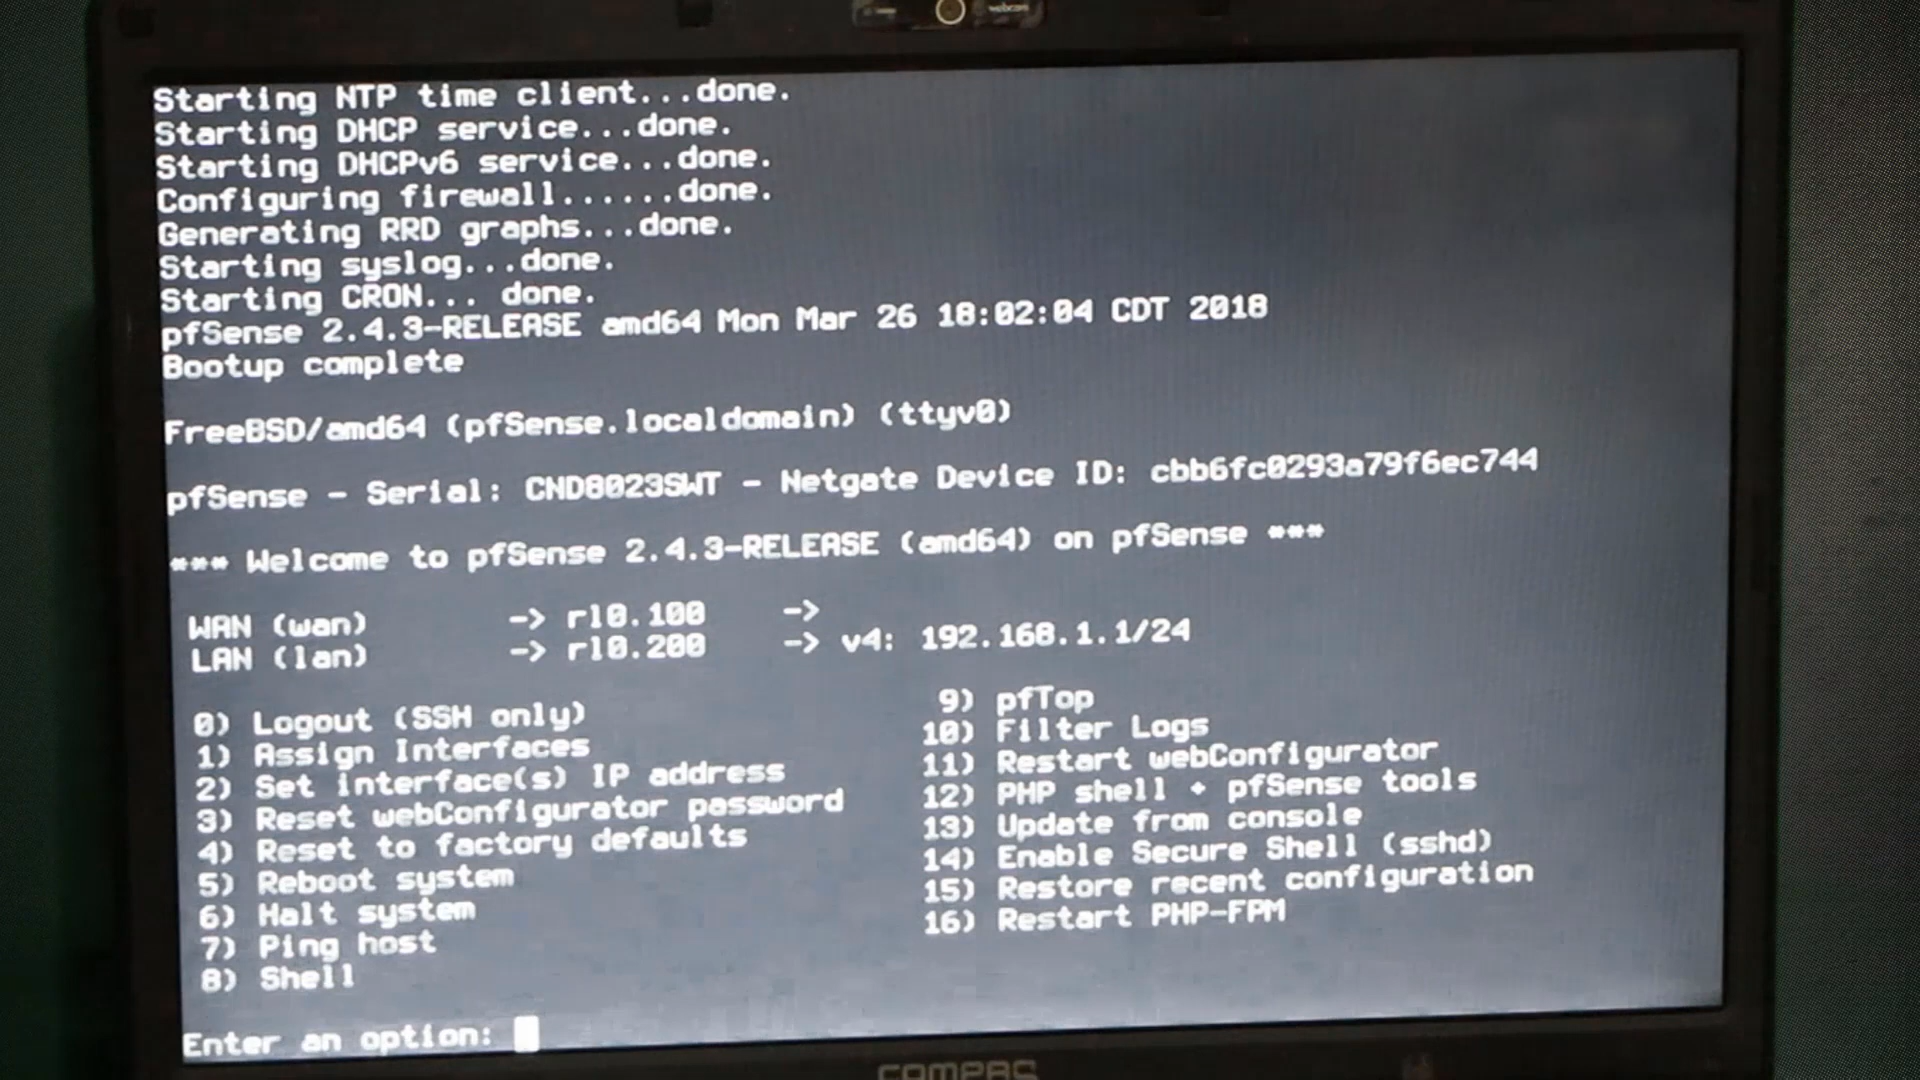 webcam
Starting NTP time client...done.
Starting DHCP service...done.
Starting DHCPv6 service...done.
Configuring firewall......done.
Generating RRD graphs...done.
Starting syslog...done.
Starting CRON... done.
pfSense 2.4.3-RELEASE amd64 Mon Mar 26 18:02:04 CDT 2018
Bootup complete
FreeBSD/amd64 (pfSense.localdomain) (ttyv0)
pfSense - Serial: CND8023SWT - Netgate Device ID: cbb6fc0293a79f6ec744
*** Welcome to pfSense 2.4.3-RELEASE (amd64) on pfSense ***
WAN (wan) -> rl0.100 ->
LAN (lan) -> rl0.200 -> v4: 192.168.1.1/24
0) Logout (SSH only)
1) Assign Interfaces
2) Set interface(s) IP address
3) Reset webConfigurator password
4) Reset to factory defaults
5) Reboot system
6) Halt system
7) Ping host
8) Shell
9) pfTop
10) Filter Logs
11) Restart webConfigurator
12) PHP shell + pfSense tools
13) Update from console
14) Enable Secure Shell (sshd)
15) Restore recent configuration
16) Restart PHP-FPM
Enter an option:
COMPAQ